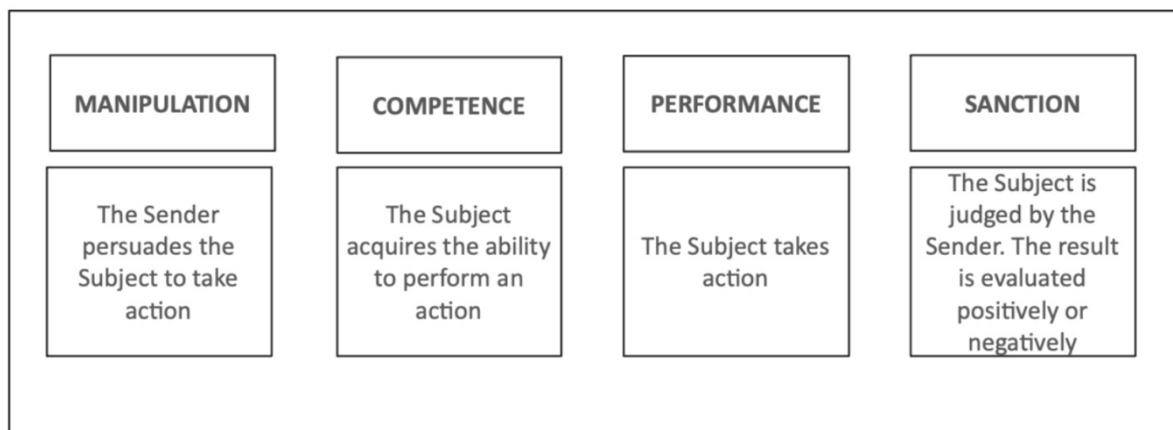 MANIPULATION
COMPETENCE
PERFORMANCE
SANCTION
The Sender
persuades the
Subject to take
action
The Subject
acquires the ability
to perform an
action
The Subject takes
action
The Subject is
judged by the
Sender. The result
is evaluated
positively or
negatively